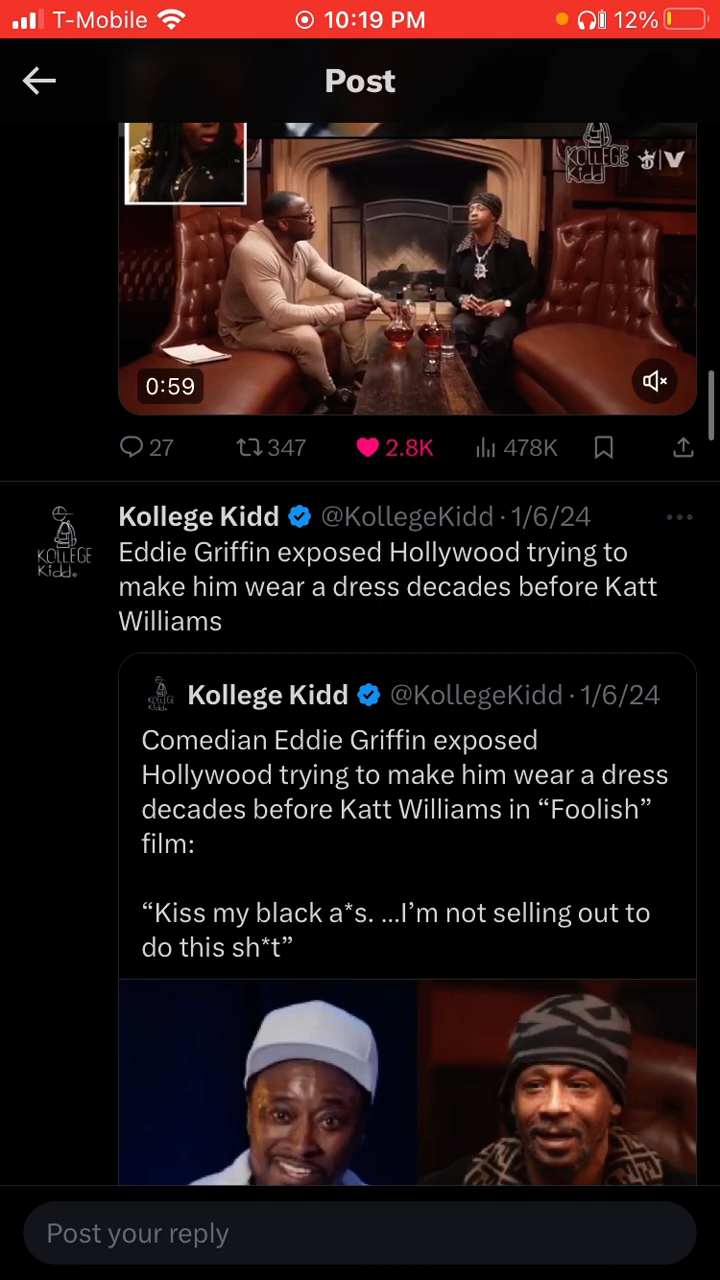 T-Mobile 10:19 PM 12%
Post
KOLLEGE
Kidd
0:59
27 347 2.8K 478K
Kollege Kidd @KollegeKidd · 1/6/24
KOLLEGE
Kidd
Eddie Griffin exposed Hollywood trying to
make him wear a dress decades before Katt
Williams
Kollege Kidd @KollegeKidd · 1/6/24
Comedian Eddie Griffin exposed
Hollywood trying to make him wear a dress
decades before Katt Williams in “Foolish”
film:
“Kiss my black a*s. ...I’m not selling out to
do this sh*t”
Post your reply